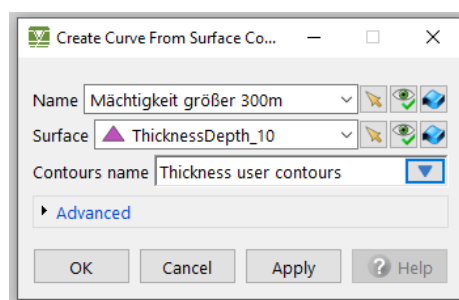 Create Curve From Surface Co...
Name Mächtigkeit größer 300m
Surface ThicknessDepth_10
Contours name Thickness user contours
Advanced
OK Cancel Apply ? Help